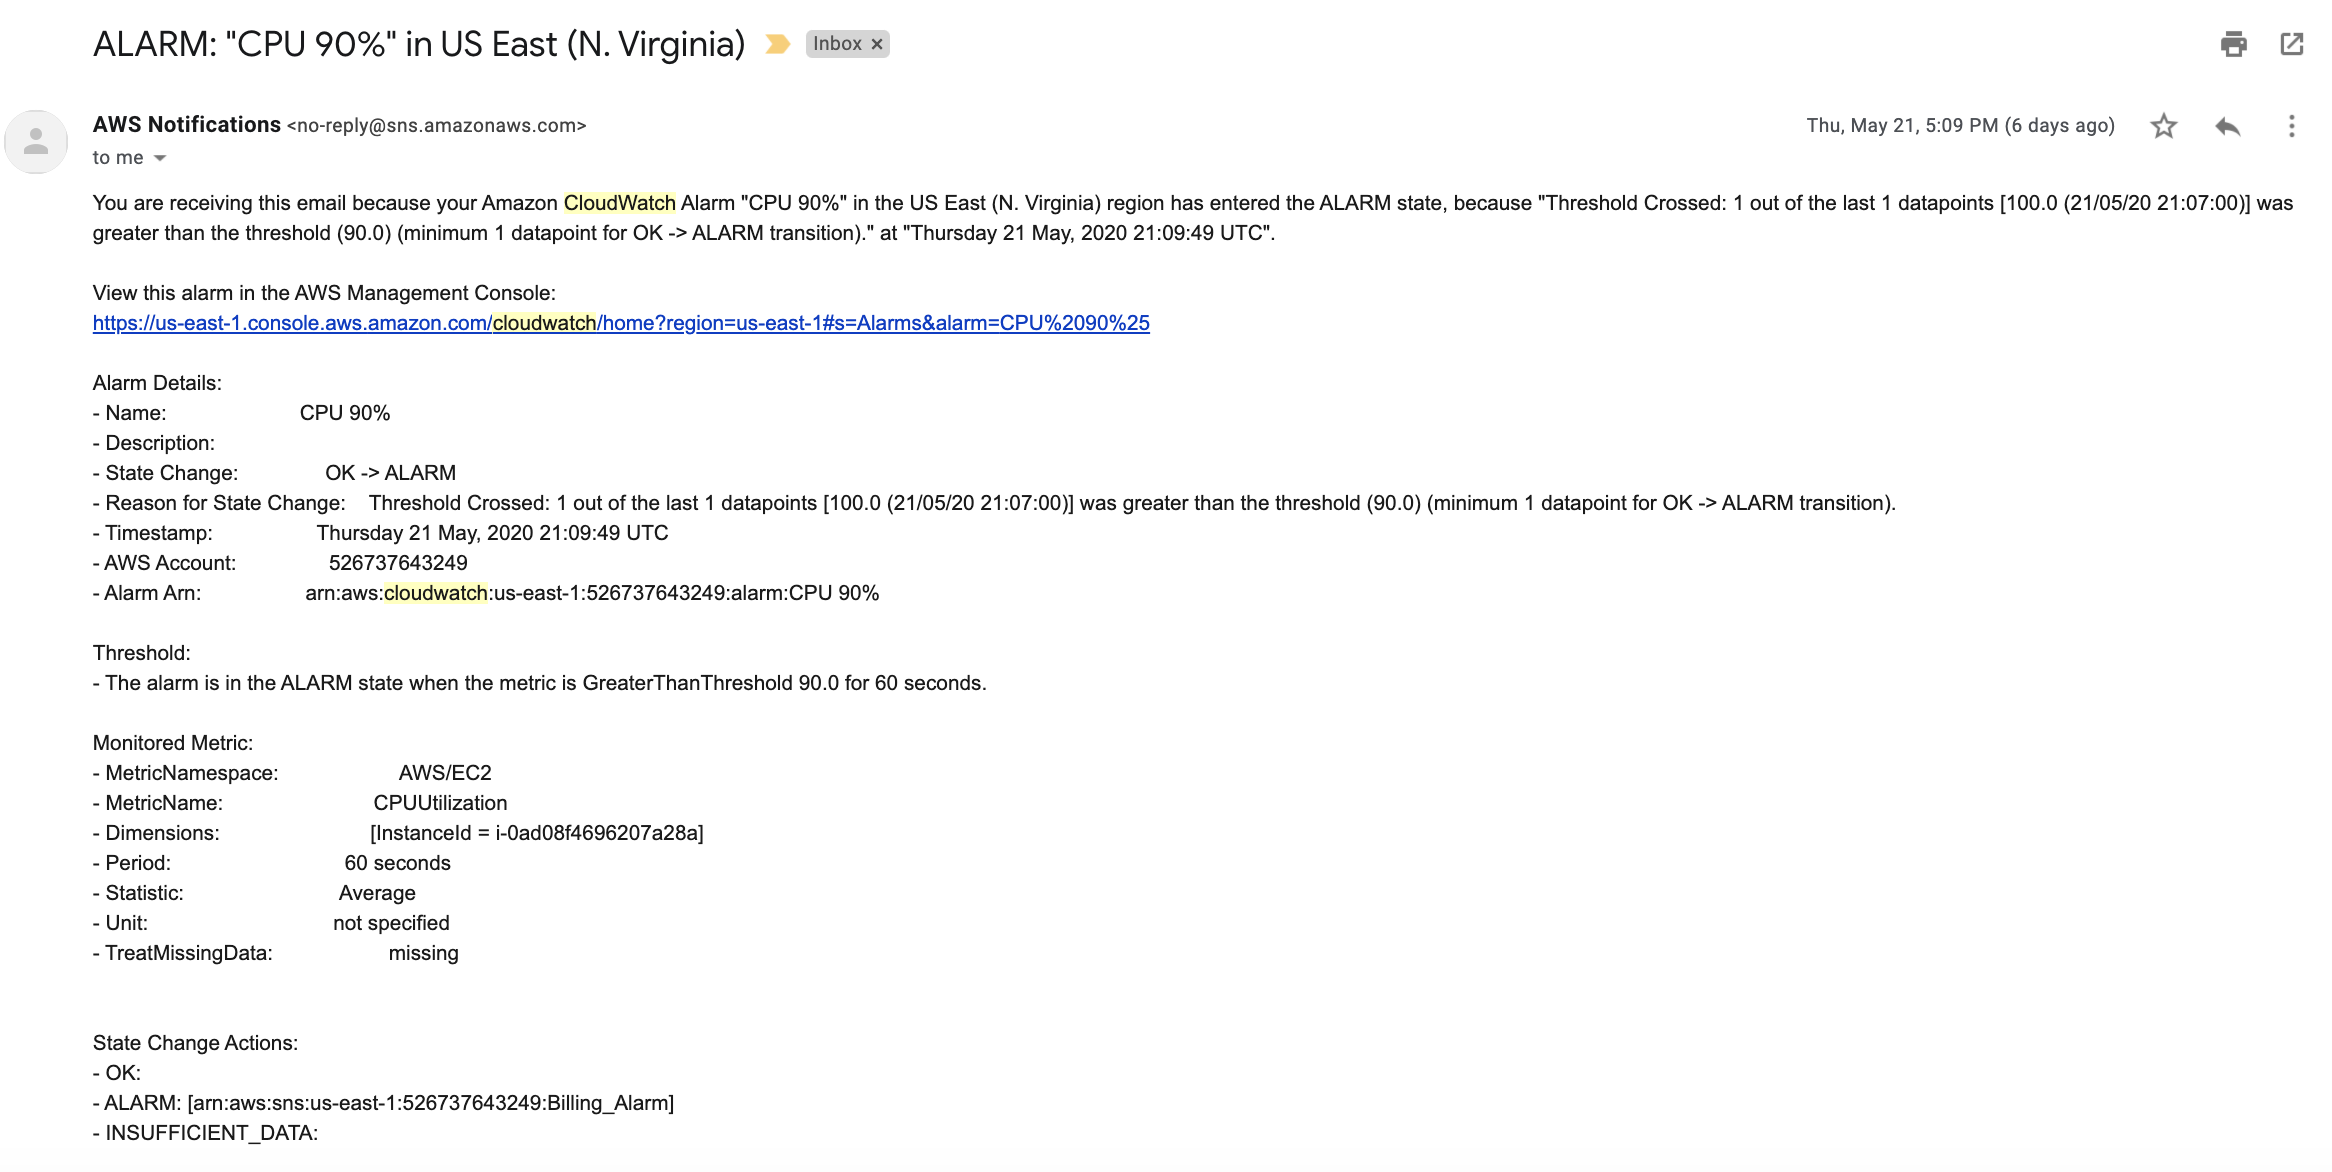 ALARM: "CPU 90%" in US East (N. Virginia) Inbox ×
AWS Notifications <no-reply@sns.amazonaws.com> Thu, May 21, 5:09 PM (6 days ago)
to me
You are receiving this email because your Amazon CloudWatch Alarm "CPU 90%" in the US East (N. Virginia) region has entered the ALARM state, because "Threshold Crossed: 1 out of the last 1 datapoints [100.0 (21/05/20 21:07:00)] was
greater than the threshold (90.0) (minimum 1 datapoint for OK -> ALARM transition)." at "Thursday 21 May, 2020 21:09:49 UTC".
View this alarm in the AWS Management Console:
https://us-east-1.console.aws.amazon.com/cloudwatch/home?region=us-east-1#s=Alarms&alarm=CPU%2090%25
Alarm Details:
- Name: CPU 90%
- Description:
- State Change: OK -> ALARM
- Reason for State Change: Threshold Crossed: 1 out of the last 1 datapoints [100.0 (21/05/20 21:07:00)] was greater than the threshold (90.0) (minimum 1 datapoint for OK -> ALARM transition).
- Timestamp: Thursday 21 May, 2020 21:09:49 UTC
- AWS Account: 526737643249
- Alarm Arn: arn:aws:cloudwatch:us-east-1:526737643249:alarm:CPU 90%
Threshold:
- The alarm is in the ALARM state when the metric is GreaterThanThreshold 90.0 for 60 seconds.
Monitored Metric:
- MetricNamespace: AWS/EC2
- MetricName: CPUUtilization
- Dimensions: [InstanceId = i-0ad08f4696207a28a]
- Period: 60 seconds
- Statistic: Average
- Unit: not specified
- TreatMissingData: missing
State Change Actions:
- OK:
- ALARM: [arn:aws:sns:us-east-1:526737643249:Billing_Alarm]
- INSUFFICIENT_DATA: